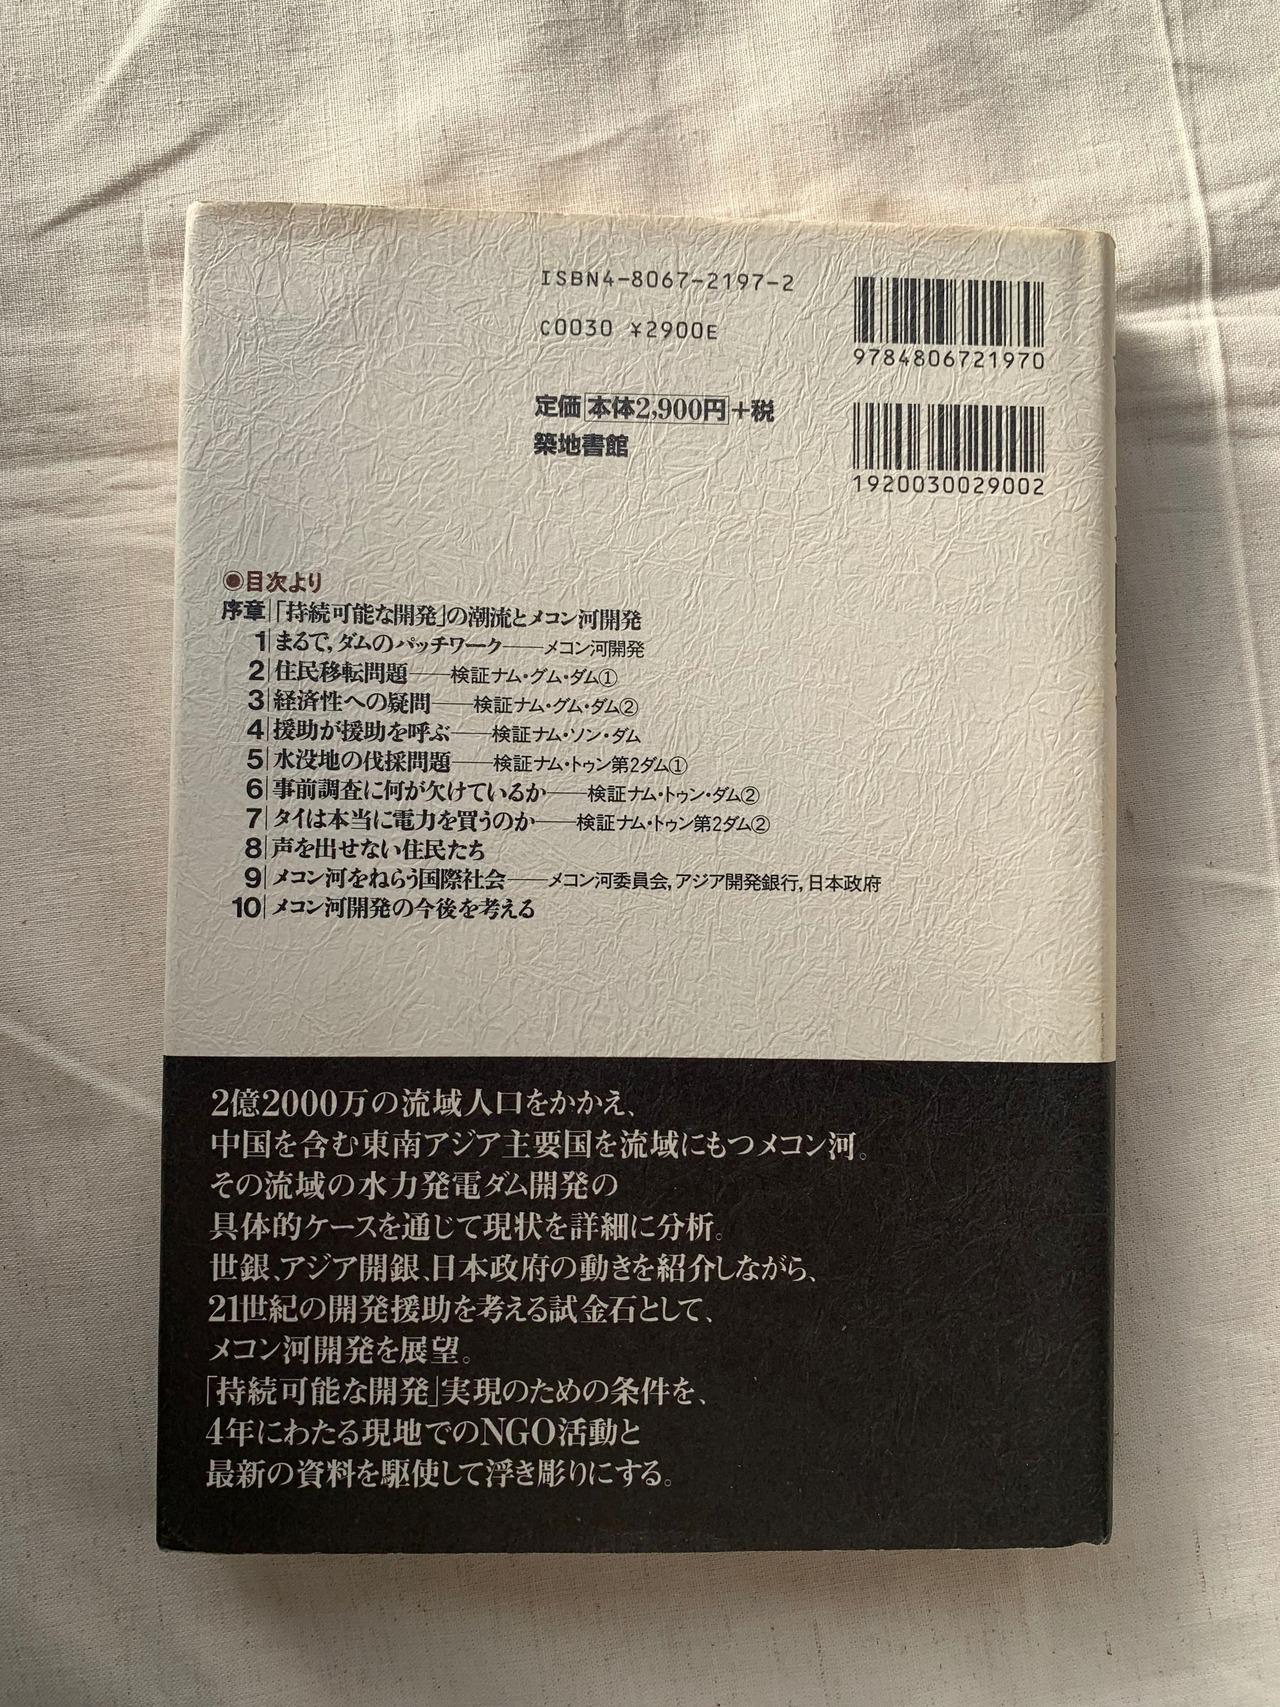 ISBN4-8067-2197-2
C0030 ¥2900E
9784806721970
定価本体2,900円+税
築地書館
1920030029002
◉目次より
序章「持続可能な開発」の潮流とメコン河開発
1 まるで,ダムのパッチワーク——メコン河開発
2 住民移転問題——検証ナム・グム・ダム①
3 経済性への疑問——検証ナム・グム・ダム②
4 援助が援助を呼ぶ——検証ナム・ソン・ダム
5 水没地の伐採問題——検証ナム・トゥン第2ダム①
6 事前調査に何が欠けているか——検証ナム・トゥン・ダム②
7 タイは本当に電力を買うのか——検証ナム・トゥン第2ダム②
8 声を出せない住民たち
9 メコン河をねらう国際社会——メコン河委員会,アジア開発銀行,日本政府
10 メコン河開発の今後を考える
2億2000万の流域人口をかかえ、
中国を含む東南アジア主要国を流域にもつメコン河。
その流域の水力発電ダム開発の
具体的ケースを通じて現状を詳細に分析。
世銀、アジア開銀、日本政府の動きを紹介しながら、
21世紀の開発援助を考える試金石として、
メコン河開発を展望。
「持続可能な開発」実現のための条件を、
4年にわたる現地でのNGO活動と
最新の資料を駆使して浮き彫りにする。